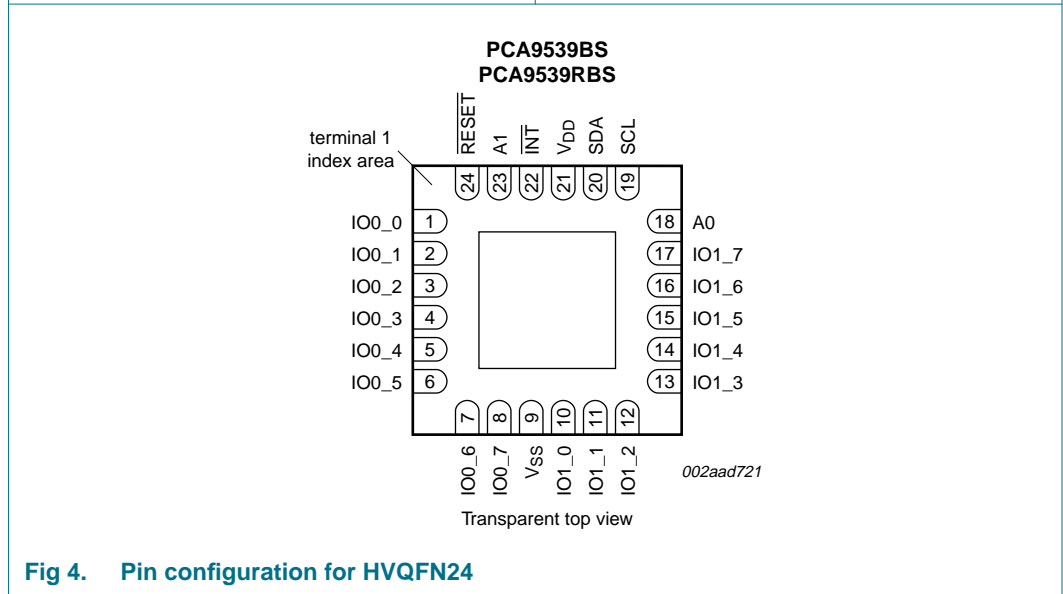 PCA9539BS
PCA9539RBS
terminal 1
index area
RESET
A1
INT
VDD
SDA
SCL
24
23
22
21
20
19
IO0_0 1
18 A0
IO0_1 2
17 IO1_7
IO0_2 3
16 IO1_6
IO0_3 4
15 IO1_5
IO0_4 5
14 IO1_4
IO0_5 6
13 IO1_3
7
8
9
10
11
12
IO0_6
IO0_7
VSS
IO1_0
IO1_1
IO1_2
002aad721
Transparent top view
Fig 4. Pin configuration for HVQFN24